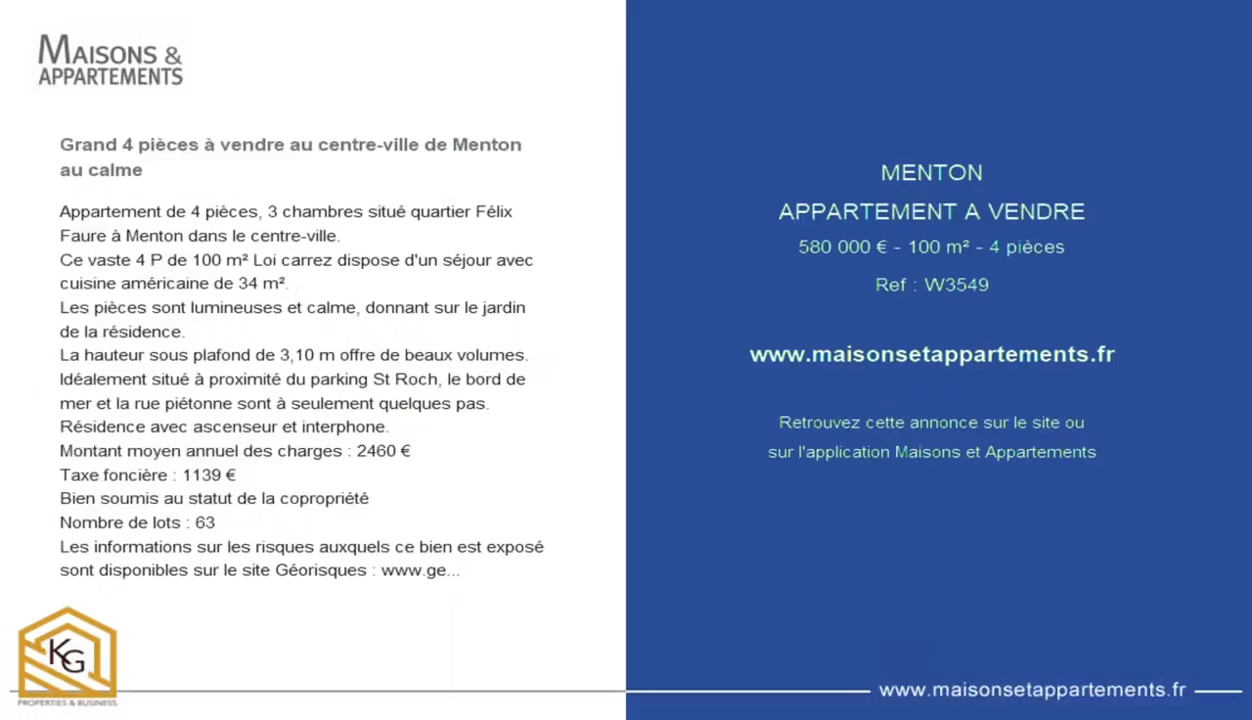 MAISONS &
APPARTEMENTS
Grand 4 pièces à vendre au centre-ville de Menton
au calme
Appartement de 4 pièces, 3 chambres situé quartier Félix
Faure à Menton dans le centre-ville.
Ce vaste 4 P de 100 m² Loi carrez dispose d'un séjour avec
cuisine américaine de 34 m².
Les pièces sont lumineuses et calme, donnant sur le jardin
de la résidence.
La hauteur sous plafond de 3,10 m offre de beaux volumes.
Idéalement situé à proximité du parking St Roch, le bord de
mer et la rue piétonne sont à seulement quelques pas.
Résidence avec ascenseur et interphone.
Montant moyen annuel des charges : 2460 €
Taxe foncière : 1139 €
Bien soumis au statut de la copropriété
Nombre de lots : 63
Les informations sur les risques auxquels ce bien est exposé
sont disponibles sur le site Géorisques : www.ge...
KG
PROPERTIES & BUSINESS
MENTON
APPARTEMENT A VENDRE
580 000 € - 100 m² - 4 pièces
Ref : W3549
www.maisonsetappartements.fr
Retrouvez cette annonce sur le site ou
sur l'application Maisons et Appartements
www.maisonsetappartements.fr